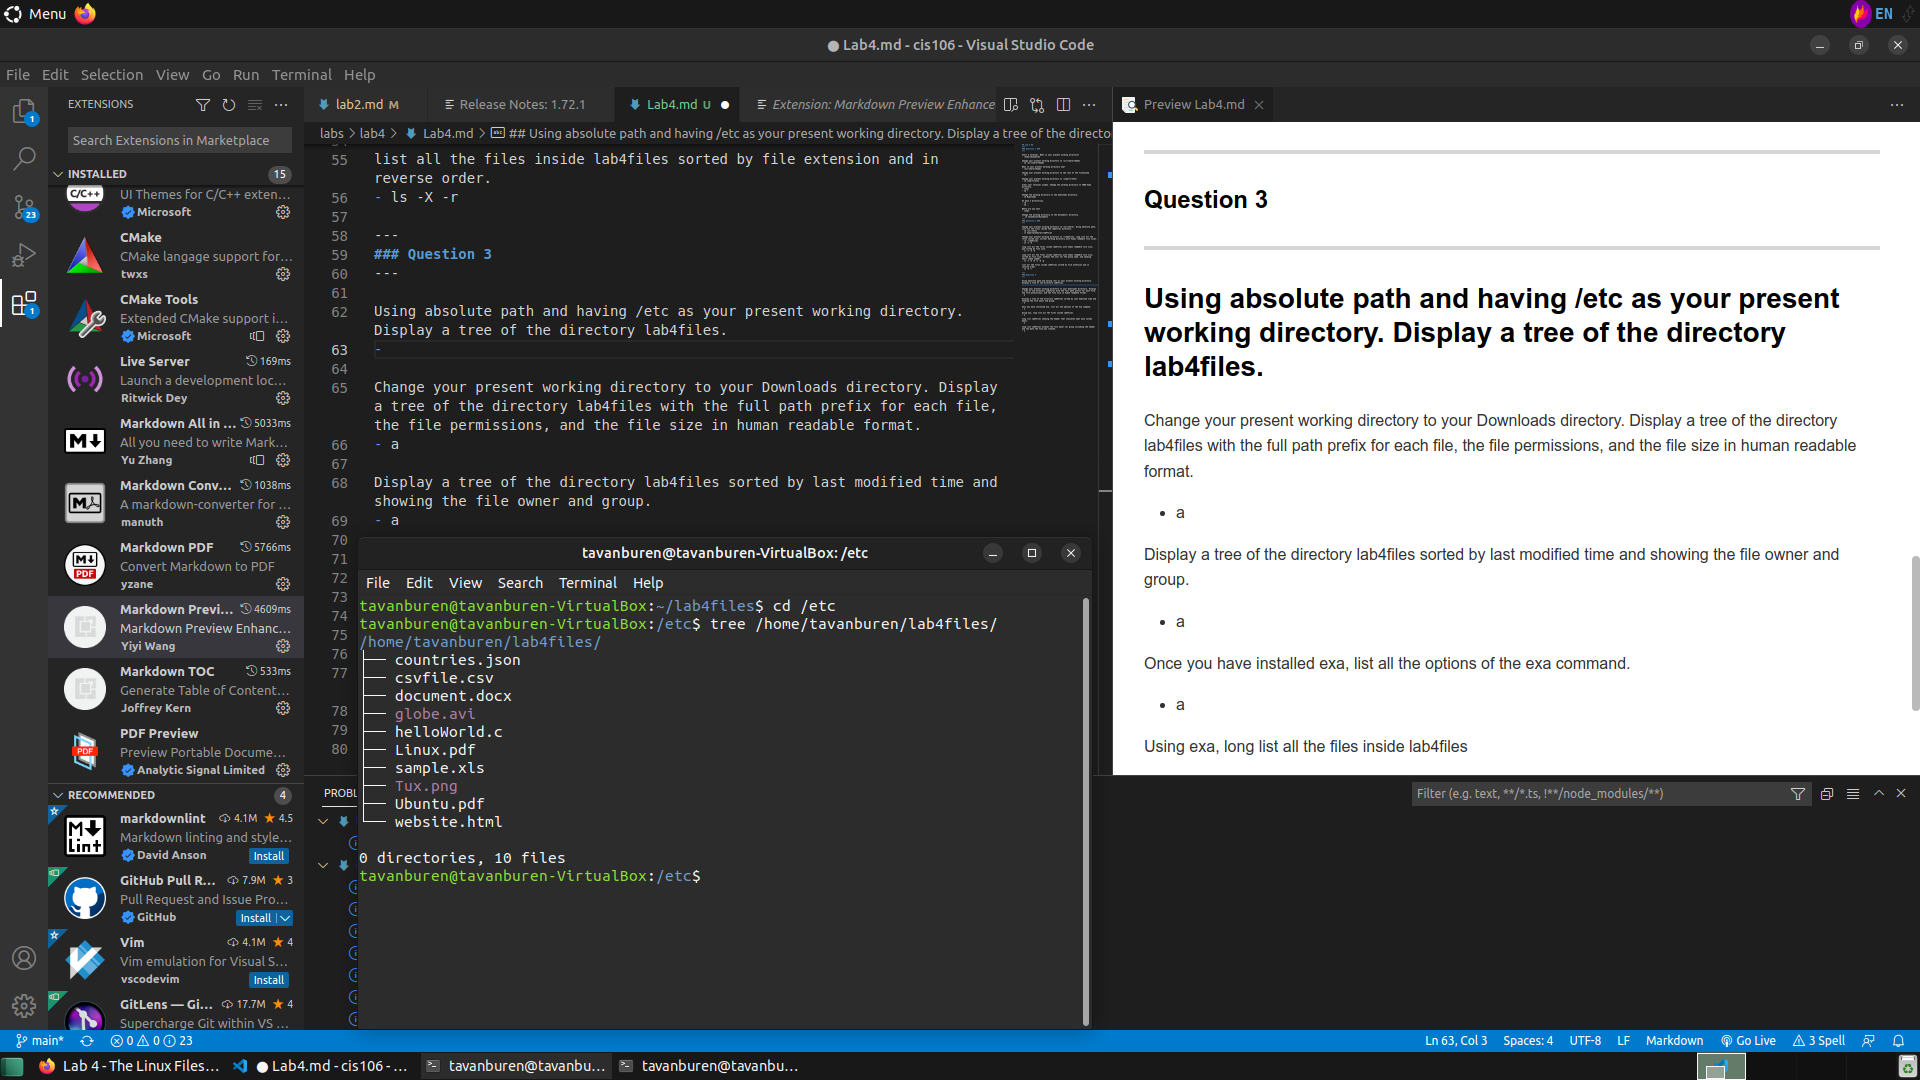 Menu
EN
● Lab4.md - cis106 - Visual Studio Code
File Edit Selection View Go Run Terminal Help
EXTENSIONS
Search Extensions in Marketplace
INSTALLED 15
C/C++
UI Themes for C/C++ exten...
Microsoft
CMake
CMake langage support for...
twxs
CMake Tools
Extended CMake support i...
Microsoft
Live Server 169ms
Launch a development loc...
Ritwick Dey
Markdown All in ... 5033ms
All you need to write Mark...
Yu Zhang
Markdown Conv... 1038ms
A markdown-converter for ...
manuth
Markdown PDF 5766ms
Convert Markdown to PDF
yzane
Markdown Previ... 4609ms
Markdown Preview Enhanc...
Yiyi Wang
Markdown TOC 533ms
Generate Table of Content...
Joffrey Kern
PDF Preview
Preview Portable Docume...
Analytic Signal Limited
RECOMMENDED 4
markdownlint 4.1M 4.5
Markdown linting and style...
David Anson Install
GitHub Pull R... 7.9M 3
Pull Request and Issue Pro...
GitHub Install
Vim 4.1M 4
Vim emulation for Visual S...
vscodevim Install
GitLens — Gi... 17.7M 4
Supercharge Git within VS ...
lab2.md M Release Notes: 1.72.1 Lab4.md U ● Extension: Markdown Preview Enhance
labs > lab4 > Lab4.md > ## Using absolute path and having /etc as your present working directory. Display a tree of the directo
55 list all the files inside lab4files sorted by file extension and in
reverse order.
56 - ls -X -r
57
58 ---
59 ### Question 3
60 ---
61
62 Using absolute path and having /etc as your present working directory.
Display a tree of the directory lab4files.
63 -
64
65 Change your present working directory to your Downloads directory. Display
a tree of the directory lab4files with the full path prefix for each file,
the file permissions, and the file size in human readable format.
66 - a
67
68 Display a tree of the directory lab4files sorted by last modified time and
showing the file owner and group.
69 - a
70
71
72
73
74
75
76
77
78
79
80
Preview Lab4.md
Question 3
Using absolute path and having /etc as your present
working directory. Display a tree of the directory
lab4files.
Change your present working directory to your Downloads directory. Display a tree of the directory
lab4files with the full path prefix for each file, the file permissions, and the file size in human readable
format.
• a
Display a tree of the directory lab4files sorted by last modified time and showing the file owner and
group.
• a
Once you have installed exa, list all the options of the exa command.
• a
Using exa, long list all the files inside lab4files
PROBL
Filter (e.g. text, **/*.ts, !**/node_modules/**)
tavanburen@tavanburen-VirtualBox: /etc
File Edit View Search Terminal Help
tavanburen@tavanburen-VirtualBox:~/lab4files$ cd /etc
tavanburen@tavanburen-VirtualBox:/etc$ tree /home/tavanburen/lab4files/
/home/tavanburen/lab4files/
├── countries.json
├── csvfile.csv
├── document.docx
├── globe.avi
├── helloWorld.c
├── Linux.pdf
├── sample.xls
├── Tux.png
├── Ubuntu.pdf
└── website.html
0 directories, 10 files
tavanburen@tavanburen-VirtualBox:/etc$
main* 0 0 23
Ln 63, Col 3 Spaces: 4 UTF-8 LF Markdown Go Live 3 Spell
Lab 4 - The Linux Files... ● Lab4.md - cis106 - ... tavanburen@tavanbu... tavanburen@tavanbu...